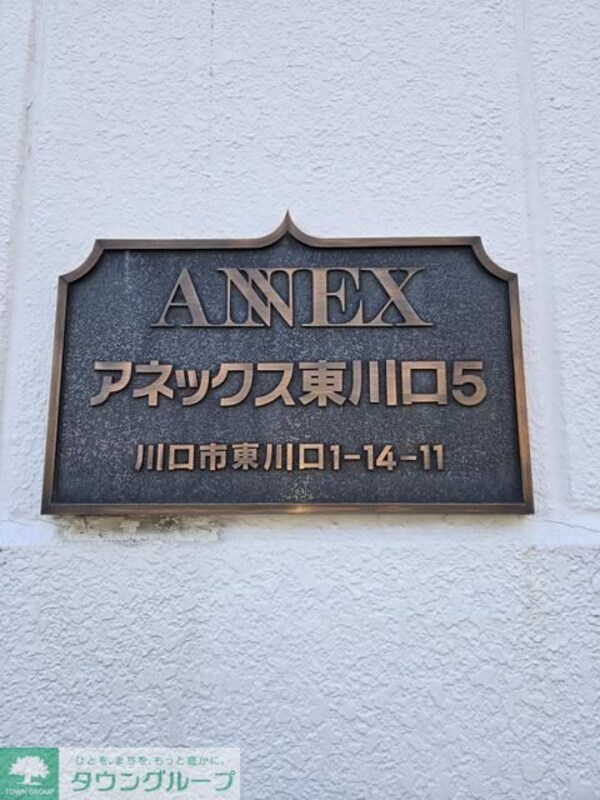 ANNEX
アネックス東川口5
川口市東川口1-14-11
ひとを、まちを、もっと豊かに。
タウングループ
TOWN GROUP